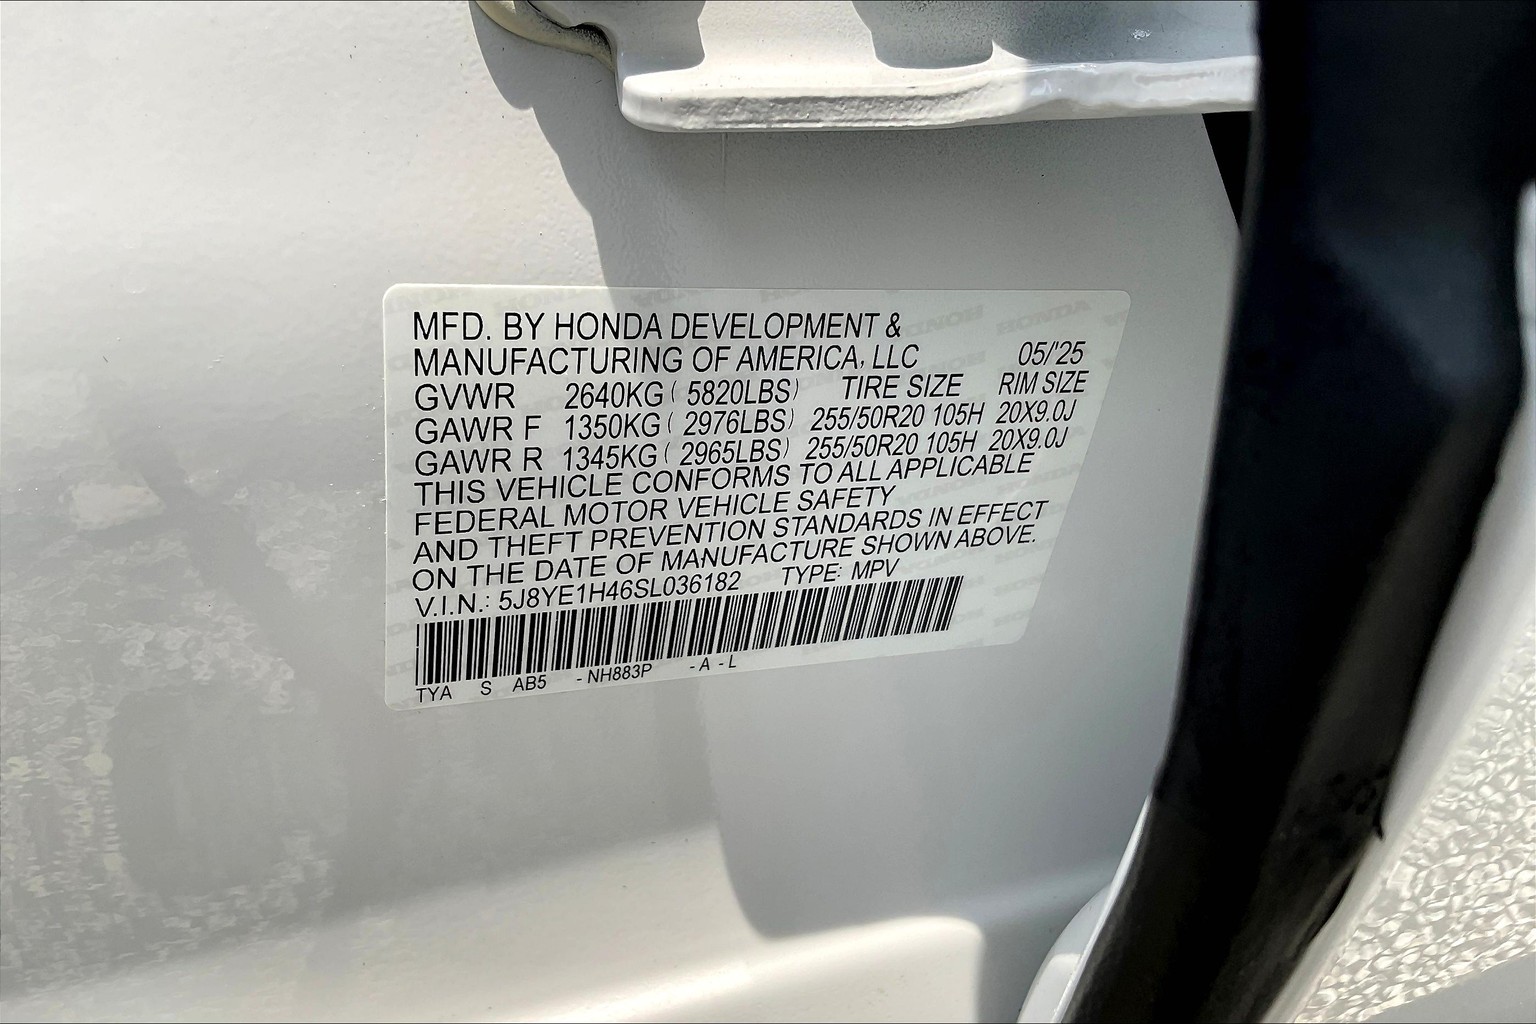 MFD. BY HONDA DEVELOPMENT &
MANUFACTURING OF AMERICA, LLC 05/'25
GVWR 2640KG ( 5820LBS) TIRE SIZE RIM SIZE
GAWR F 1350KG ( 2976LBS) 255/50R20 105H 20X9.0J
GAWR R 1345KG ( 2965LBS) 255/50R20 105H 20X9.0J
THIS VEHICLE CONFORMS TO ALL APPLICABLE
FEDERAL MOTOR VEHICLE SAFETY
AND THEFT PREVENTION STANDARDS IN EFFECT
ON THE DATE OF MANUFACTURE SHOWN ABOVE.
V.I.N.: 5J8YE1H46SL036182 TYPE: MPV
TYA S AB5 - NH883P - A - L